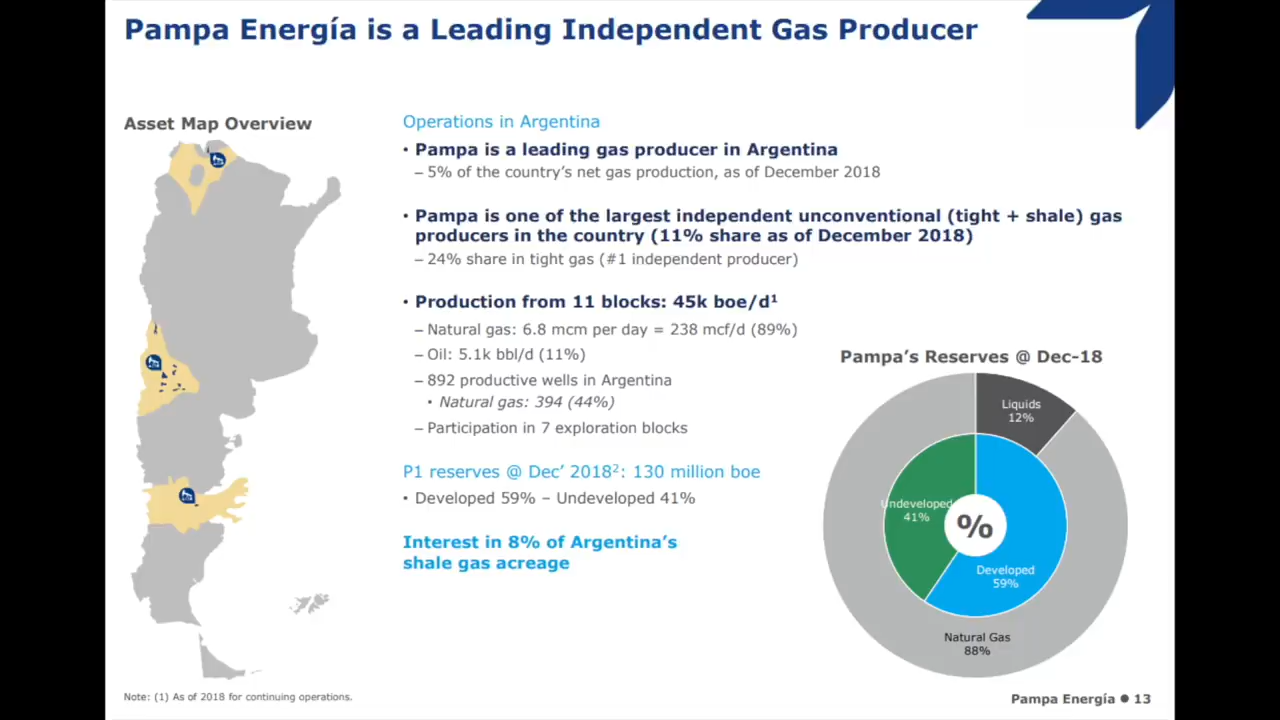 Pampa Energía is a Leading Independent Gas Producer
Asset Map Overview
Operations in Argentina
• Pampa is a leading gas producer in Argentina
– 5% of the country’s net gas production, as of December 2018
• Pampa is one of the largest independent unconventional (tight + shale) gas
producers in the country (11% share as of December 2018)
– 24% share in tight gas (#1 independent producer)
• Production from 11 blocks: 45k boe/d¹
– Natural gas: 6.8 mcm per day = 238 mcf/d (89%)
– Oil: 5.1k bbl/d (11%)
– 892 productive wells in Argentina
• Natural gas: 394 (44%)
– Participation in 7 exploration blocks
P1 reserves @ Dec’ 2018²: 130 million boe
• Developed 59% – Undeveloped 41%
Interest in 8% of Argentina’s
shale gas acreage
Pampa’s Reserves @ Dec-18
Liquids
12%
Undeveloped
41%
%
Developed
59%
Natural Gas
88%
Note: (1) As of 2018 for continuing operations.
Pampa Energía ● 13